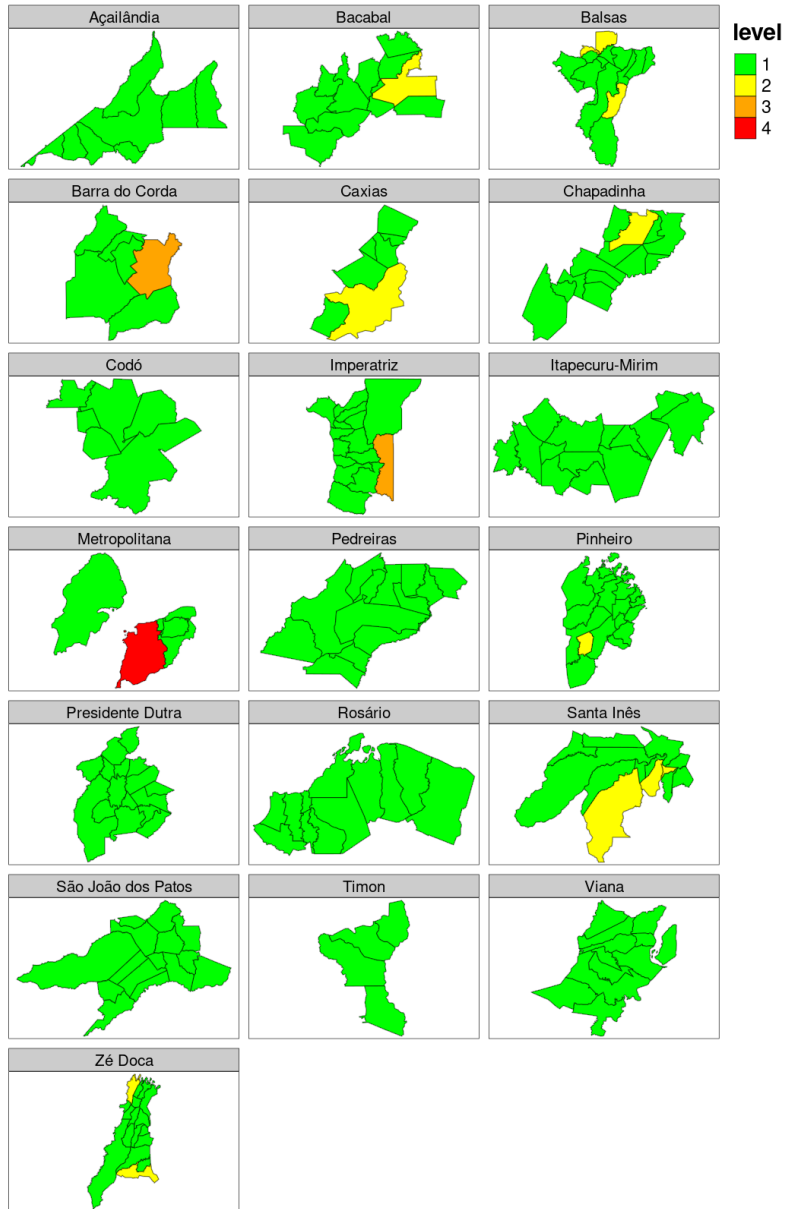 Açailândia
Bacabal
Balsas
level
1
2
3
4
Barra do Corda
Caxias
Chapadinha
Codó
Imperatriz
Itapecuru-Mirim
Metropolitana
Pedreiras
Pinheiro
Presidente Dutra
Rosário
Santa Inês
São João dos Patos
Timon
Viana
Zé Doca